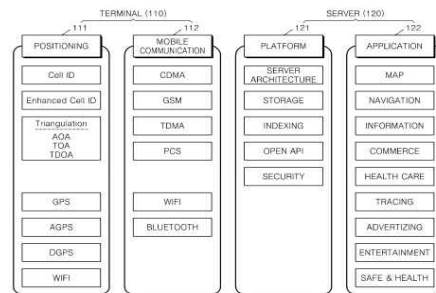 TERMINAL (110)
SERVER (120)
111
112
121
122
POSITIONING
MOBILE
COMMUNICATION
PLATFORM
APPLICATION
Cell ID
Enhanced Cell ID
Triangulation
AOA
TOA
TDOA
GPS
AGPS
DGPS
WIFI
CDMA
GSM
TDMA
PCS
WIFI
BLUETOOTH
SERVER
ARCHITECTURE
STORAGE
INDEXING
OPEN API
SECURITY
MAP
NAVIGATION
INFORMATION
COMMERCE
HEALTH CARE
TRACING
ADVERTIZING
ENTERTAINMENT
SAFE & HEALTH